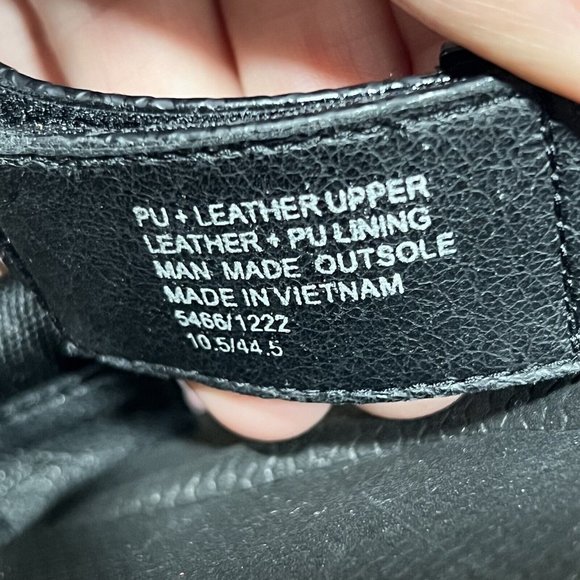 PU + LEATHER UPPER
LEATHER + PU LINING
MAN MADE OUTSOLE
MADE IN VIETNAM
5466/1222
10.5/44.5